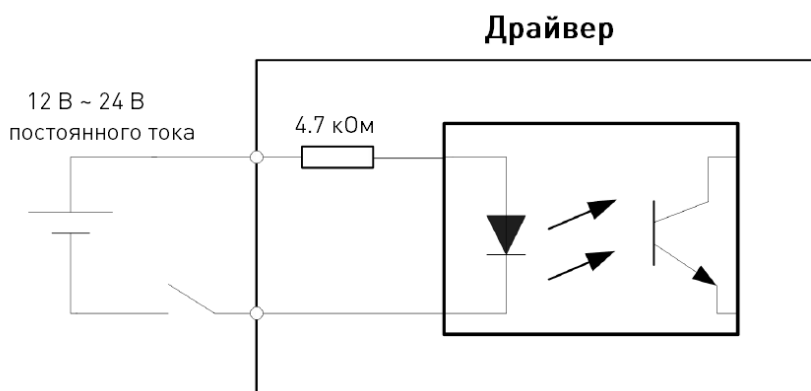 Драйвер
12 В ~ 24 В
постоянного тока
4.7 кОм